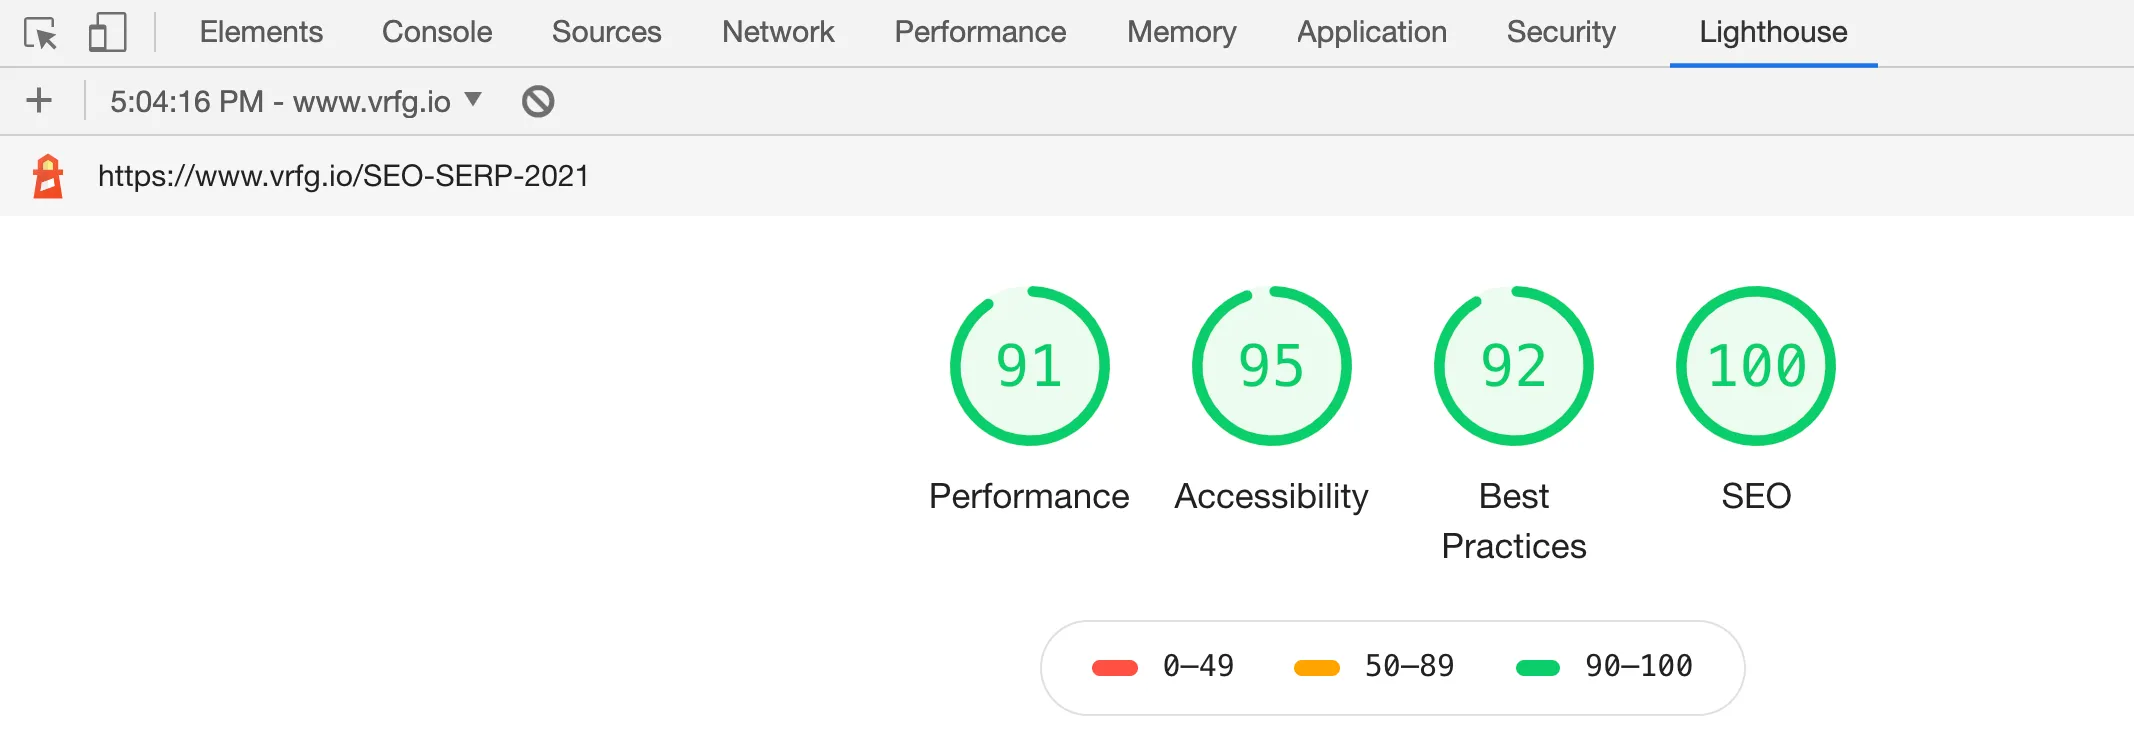 Elements Console Sources Network Performance Memory Application Security Lighthouse
5:04:16 PM - www.vrfg.io
https://www.vrfg.io/SEO-SERP-2021
91 95 92 100
Performance Accessibility Best Practices SEO
0–49 50–89 90–100